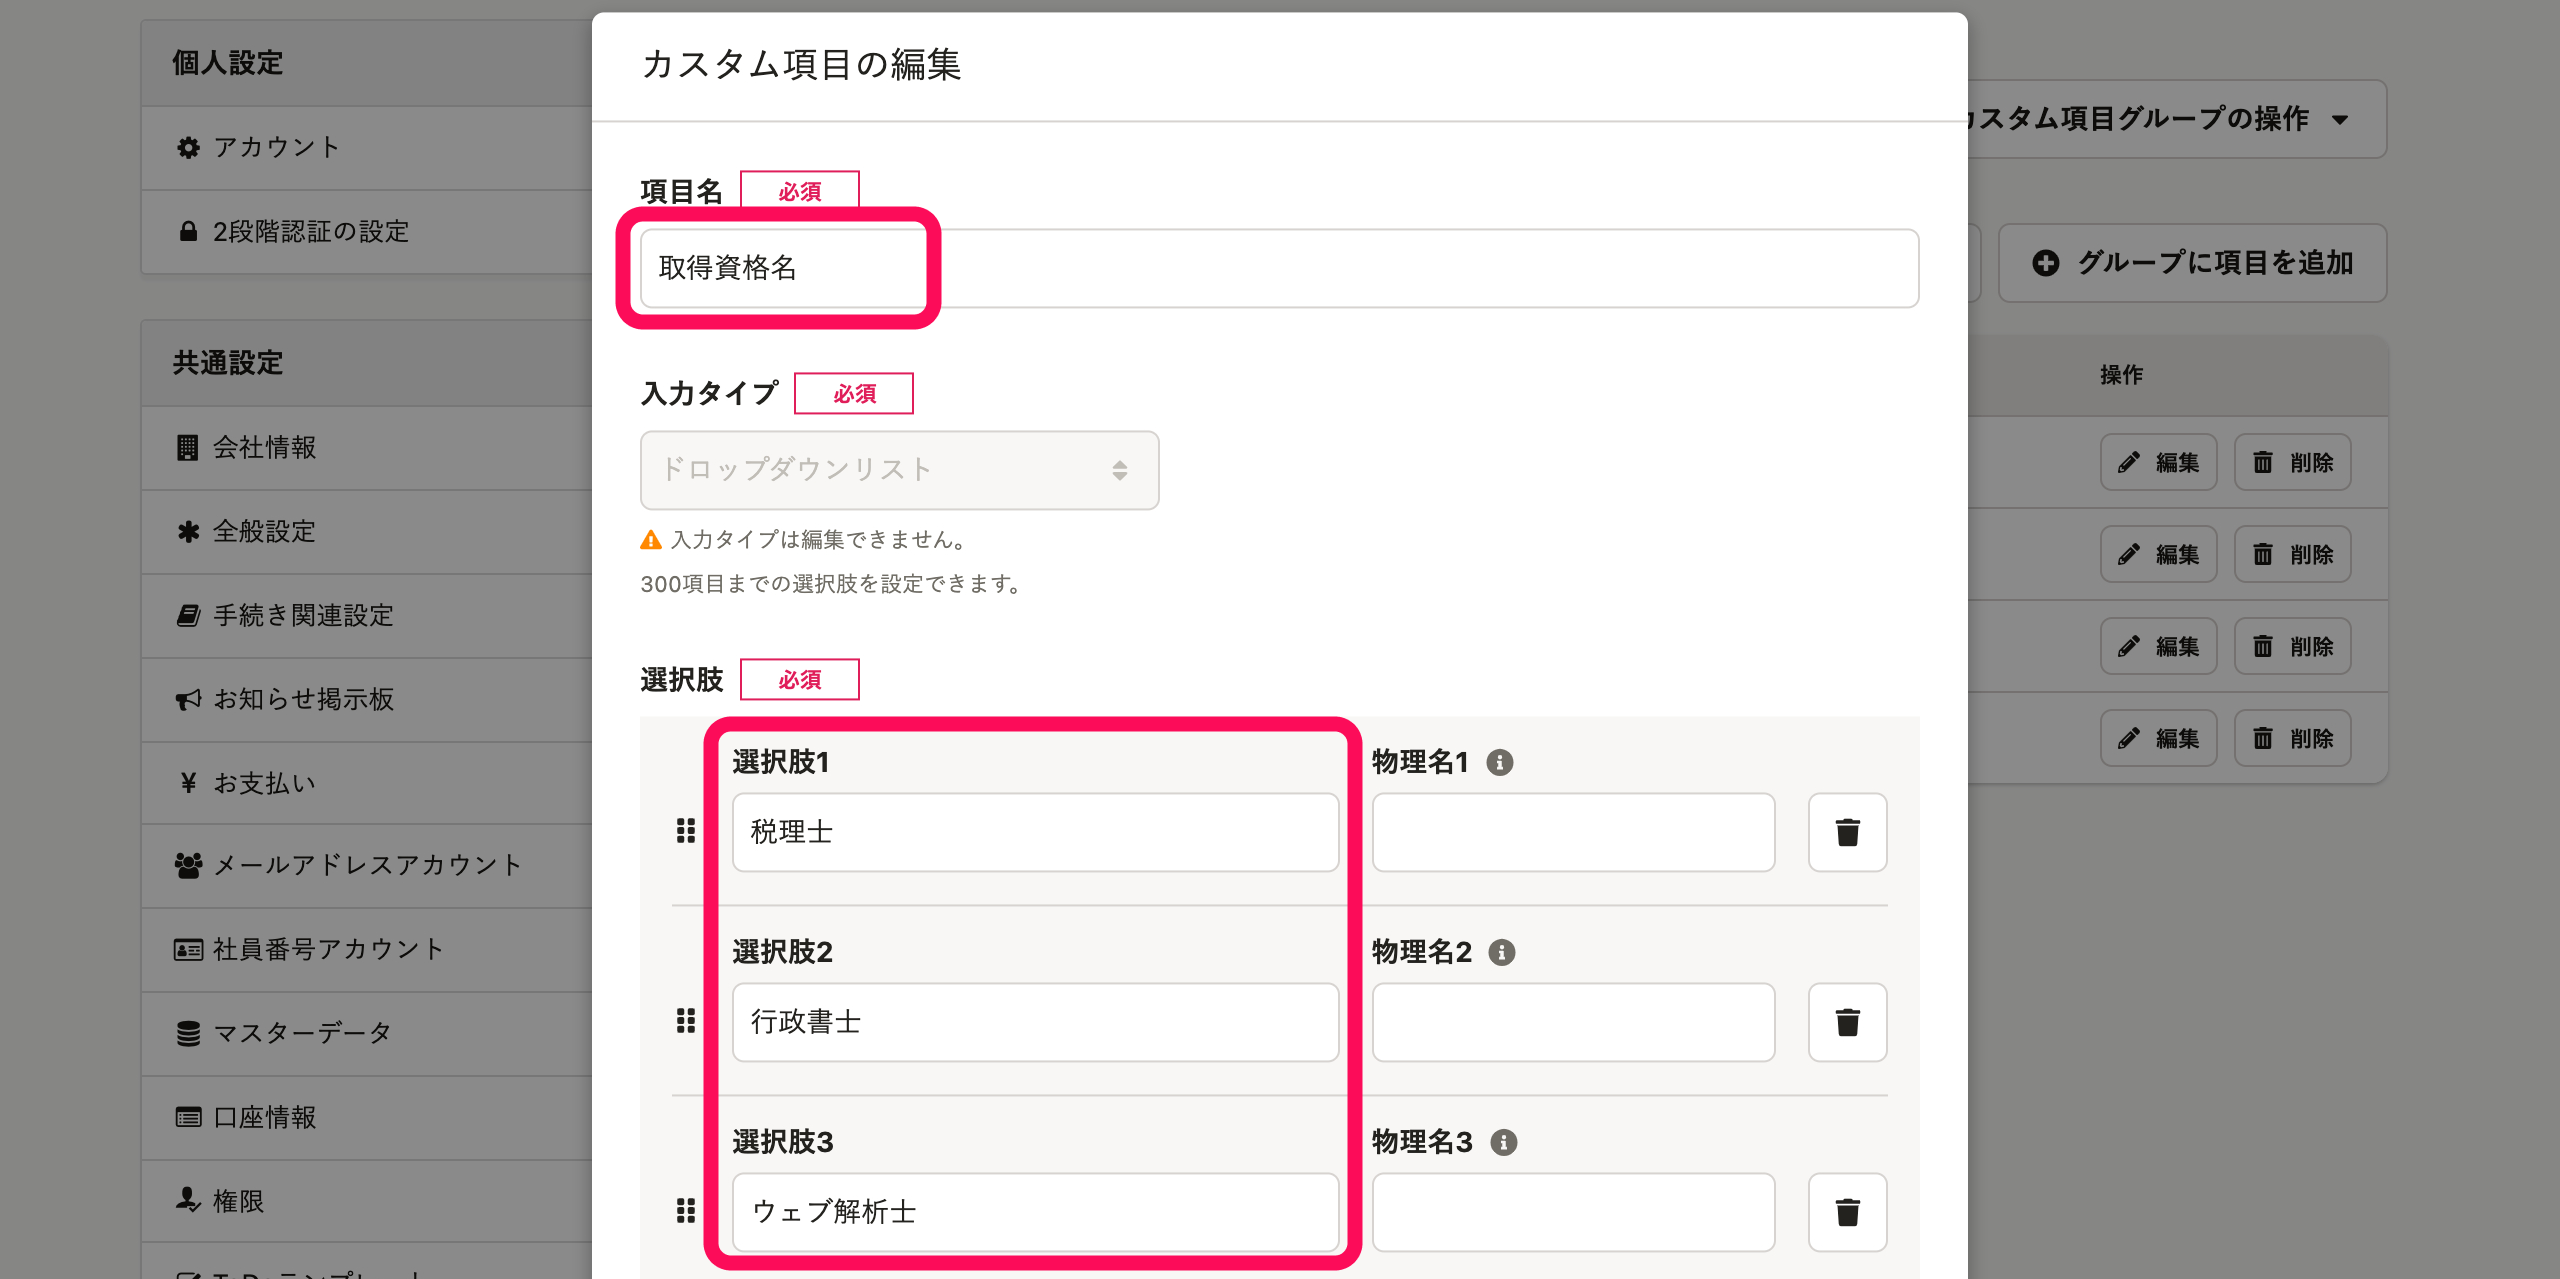 個人設定
アカウント
2段階認証の設定
共通設定
会社情報
全般設定
手続き関連設定
お知らせ掲示板
お支払い
メールアドレスアカウント
社員番号アカウント
マスターデータ
口座情報
権限
カスタム項目の編集
項目名 必須
取得資格名
入力タイプ 必須
ドロップダウンリスト
入力タイプは編集できません。
300項目までの選択肢を設定できます。
選択肢 必須
選択肢1 物理名1
税理士
選択肢2 物理名2
行政書士
選択肢3 物理名3
ウェブ解析士
カスタム項目グループの操作
グループに項目を追加
操作
編集 削除
編集 削除
編集 削除
編集 削除